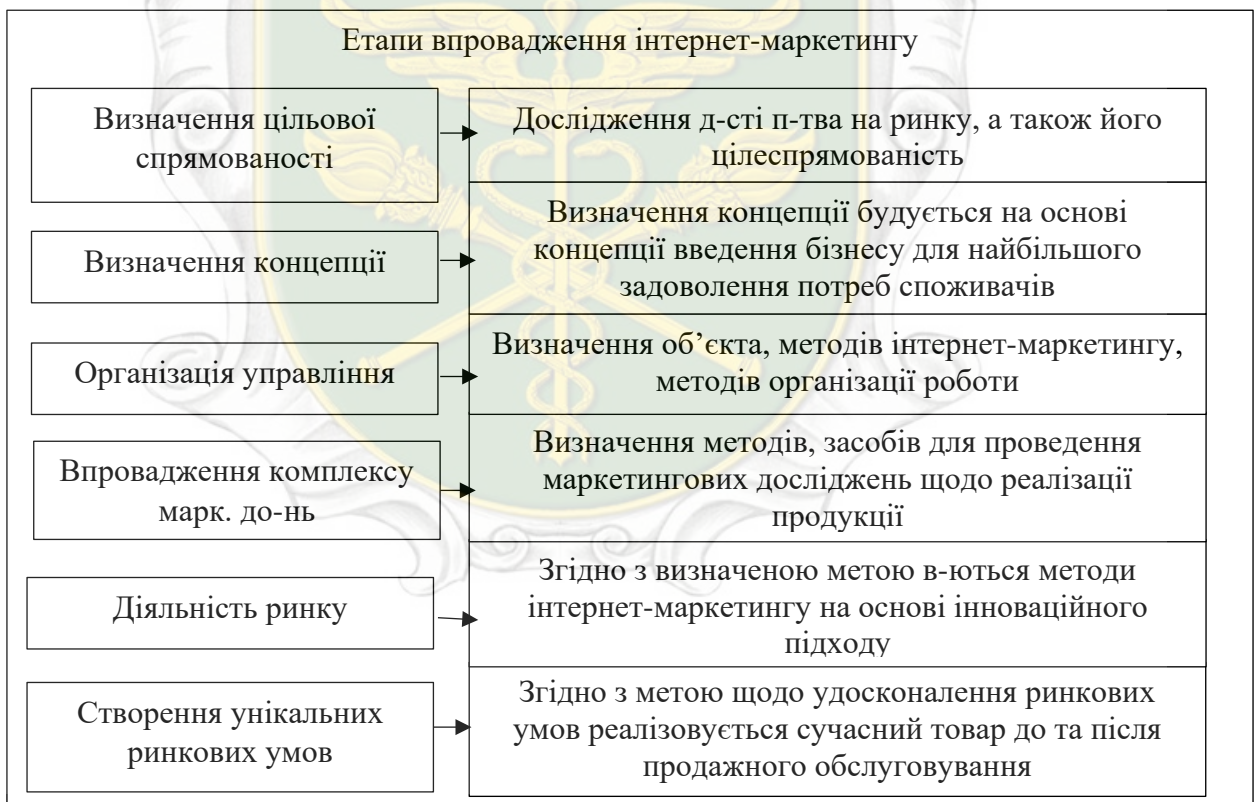 Етапи впровадження інтернет-маркетингу
Визначення цільової
спрямованості
Дослідження д-сті п-тва на ринку, а також його
цілеспрямованість
Визначення концепції
Визначення концепції будується на основі
концепції введення бізнесу для найбільшого
задоволення потреб споживачів
Організація управління
Визначення об’єкта, методів інтернет-маркетингу,
методів організації роботи
Впровадження комплексу
марк. до-нь
Визначення методів, засобів для проведення
маркетингових досліджень щодо реалізації
продукції
Діяльність ринку
Згідно з визначеною метою в-ються методи
інтернет-маркетингу на основі інноваційного
підходу
Створення унікальних
ринкових умов
Згідно з метою щодо удосконалення ринкових
умов реалізовується сучасний товар до та після
продажного обслуговування